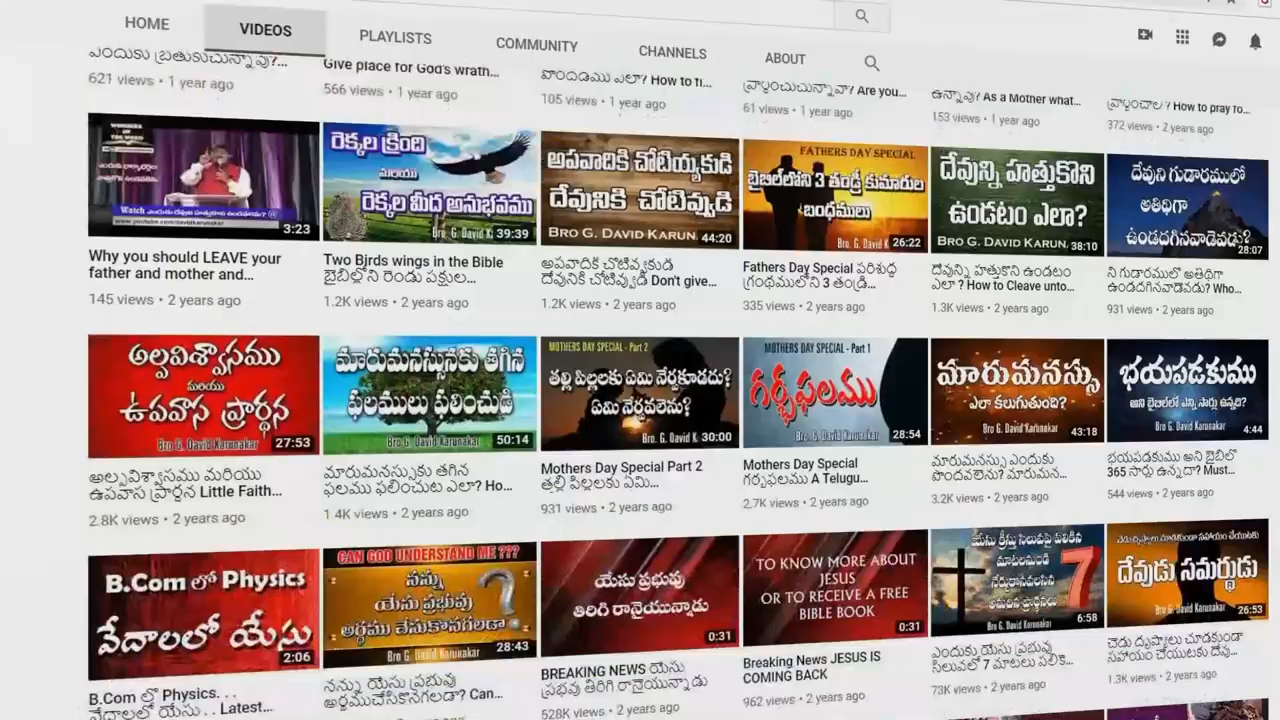 HOME
VIDEOS
PLAYLISTS
COMMUNITY
CHANNELS
ABOUT
ఎందుకు బ్రతుకుచున్నావు?...
621 views • 1 year ago
Give place for God's wrath...
566 views • 1 year ago
పొందడము ఎలా? How to fi...
105 views • 1 year ago
Are you...
61 views • 1 year ago
ఉన్నావు? As a Mother what...
153 views • 1 year ago
How to pray fo...
372 views • 2 years ago
3:23
రెక్కల క్రింది
మరియు
రెక్కల మీద అనుభవము
Bro G. David K
39:39
అపవాదికి చోటియ్యకుడి
దేవునికి చోటివ్వుడి
BRO G. DAVID KARUN
44:20
FATHERS DAY SPECIAL
బైబిల్‌లోని 3 తండ్రీ కుమారుల
బంధములు
Bro. G. David
26:22
దేవున్ని హత్తుకొని
ఉండటం ఎలా?
BRO G. DAVID KARUN.
38:10
దేవుని గుడారములో
అతిథిగా
ఉండదగినవాడెవడు?
28:07
Why you should LEAVE your
father and mother and...
145 views • 2 years ago
Two Birds wings in the Bible
బైబిల్లోని రెండు పక్షుల...
1.2K views • 2 years ago
అపవాదికి చోటివ్వకుడి
దేవునికి చోటివ్వుడి Don't give...
1.2K views • 2 years ago
Fathers Day Special పరిశుద్ధ
గ్రంథములోని 3 తండ్రి...
335 views • 2 years ago
దేవున్ని హత్తుకొని ఉండటం
ఎలా ? How to Cleave unto...
1.3K views • 2 years ago
ని గుడారములో అతిథిగా
ఉండదగినవాడెవడు? Who...
931 views • 2 years ago
అల్పవిశ్వాసము
మరియు
ఉపవాస ప్రార్థన
Bro G. David Karunakar
27:53
మారుమనస్సునకు తగిన
ఫలములు ఫలించుడి
Bro G. David Karunakar
50:14
MOTHERS DAY SPECIAL - Part 2
తల్లి పిల్లలకు ఏమి నేర్పకూడదు?
ఏమి నేర్పవలెను?
Bro. G. David K
30:00
MOTHERS DAY SPECIAL - Part 1
గర్భఫలము
Bro. G. David Karunakar
28:54
మారుమనస్సు
ఎలా కలుగుతుంది?
Bro. G. David Karunakar
43:18
భయపడకుము
అని బైబిల్‌లో ఎన్ని సార్లు ఉన్నది?
Bro. G. David Karunakar
4:44
అల్పవిశ్వాసము మరియు
ఉపవాస ప్రార్థన Little Faith...
2.8K views • 2 years ago
మారుమనస్సుకు తగిన
ఫలము ఫలించుట ఎలా? Ho...
1.4K views • 2 years ago
Mothers Day Special Part 2
తల్లి పిల్లలకు ఏమి...
931 views • 2 years ago
Mothers Day Special
గర్భఫలము A Telugu...
2.7K views • 2 years ago
మారుమనస్సు ఎందుకు
పొందవలెను? మారుమన...
3.2K views • 2 years ago
భయపడకుము అని బైబిలో
365 సార్లు ఉన్నదా? Must...
544 views • 2 years ago
B.Com లో Physics
వేదాలలో యేసు
2:06
CAN GOD UNDERSTAND ME ???
నన్ను
యేసు ప్రభువు
అర్థము చేసుకొనగలడా?
Bro G. David Karunakar
28:43
యేసు ప్రభువు
తిరిగి రానైయున్నాడు
0:31
TO KNOW MORE ABOUT
JESUS
OR TO RECEIVE A FREE
BIBLE BOOK
0:31
యేసు క్రీస్తు సిలువపై పలికిన
7
మాటలనుండి
నేర్చుకొనవలసిన
Bro. G. David Karunakar
6:58
దేవుడు సమర్థుడు
Bro. G. David Karunakar
26:53
B.Com లో Physics. . .
వేదాలలో యేసు . . Latest...
నన్ను యేసు ప్రభువు
అర్థముచేసికొనగలడా? Can...
BREAKING NEWS యేసు
ప్రభువు తిరిగి రానైయున్నాడు
528K views • 2 years ago
Breaking News JESUS IS
COMING BACK
962 views • 2 years ago
ఎందుకు యేసు ప్రభువు
సిలువలో 7 మాటలు పలికె...
73K views • 2 years ago
చెడు దృష్టాలు చూడకుండా
సహాయం చేయుటకు దేవు...
1.3K views • 2 years ago